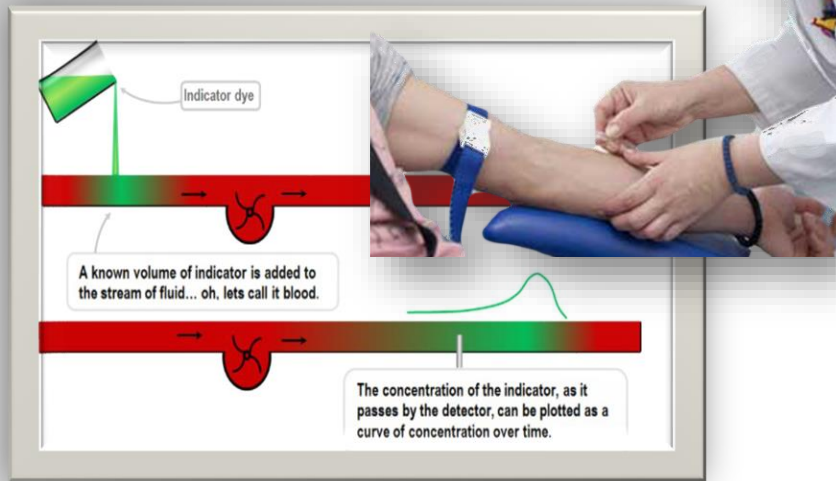 Indicator dye
A known volume of indicator is added to
the stream of fluid... oh, lets call it blood.
The concentration of the indicator, as it
passes by the detector, can be plotted as a
curve of concentration over time.